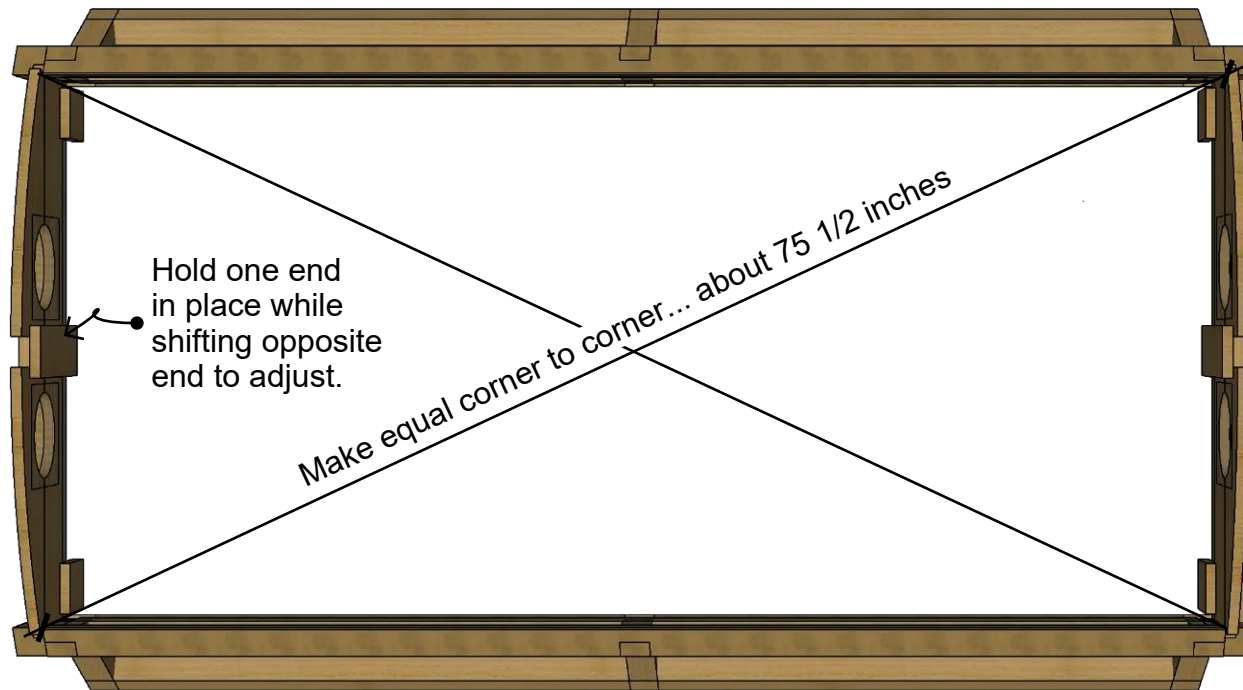 Hold one end
in place while
shifting opposite
end to adjust.
Make equal corner to corner... about 75 1/2 inches